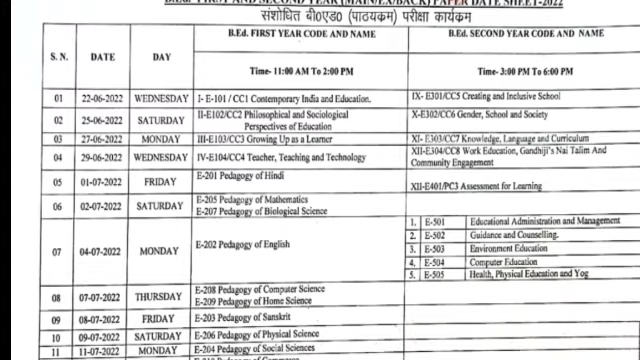 B.Ed. FIRST AND SECOND YEAR (MAIN/EX/BACK) PAPER DATE SHEET-2022
संशोधित बी०एड० (पाठयक्रम) परीक्षा कार्यक्रम
S. N. DATE DAY B.Ed. FIRST YEAR CODE AND NAME B.Ed. SECOND YEAR CODE AND NAME
Time- 11:00 AM To 2:00 PM Time- 3:00 PM To 6:00 PM
01 22-06-2022 WEDNESDAY I- E-101 / CC1 Contemporary India and Education. IX- E301/CC5 Creating and Inclusive School
02 25-06-2022 SATURDAY II-E102/CC2 Philosophical and Sociological X-E302/CC6 Gender, School and Society
Perspectives of Education
03 27-06-2022 MONDAY III-E103/CC3 Growing Up as a Learner XI- E303/CC7 Knowledge, Language and Curriculum
04 29-06-2022 WEDNESDAY IV-E104/CC4 Teacher, Teaching and Technology XII-E304/CC8 Work Education, Gandhiji's Nai Talim And
Community Engagement
05 01-07-2022 FRIDAY E-201 Pedagogy of Hindi XII-E401/PC3 Assessment for Learning
06 02-07-2022 SATURDAY E-205 Pedagogy of Mathematics
E-207 Pedagogy of Biological Science
07 04-07-2022 MONDAY E-202 Pedagogy of English
1. E-501 Educational Administration and Management
2. E-502 Guidance and Counselling.
3. E-503 Environment Education
4. E-504 Computer Education
5. E-505 Health, Physical Education and Yog
08 07-07-2022 THURSDAY E-208 Pedagogy of Computer Science
E-209 Pedagogy of Home Science
09 08-07-2022 FRIDAY E-203 Pedagogy of Sanskrit
10 09-07-2022 SATURDAY E-206 Pedagogy of Physical Science
11 11-07-2022 MONDAY E-204 Pedagogy of Social Sciences